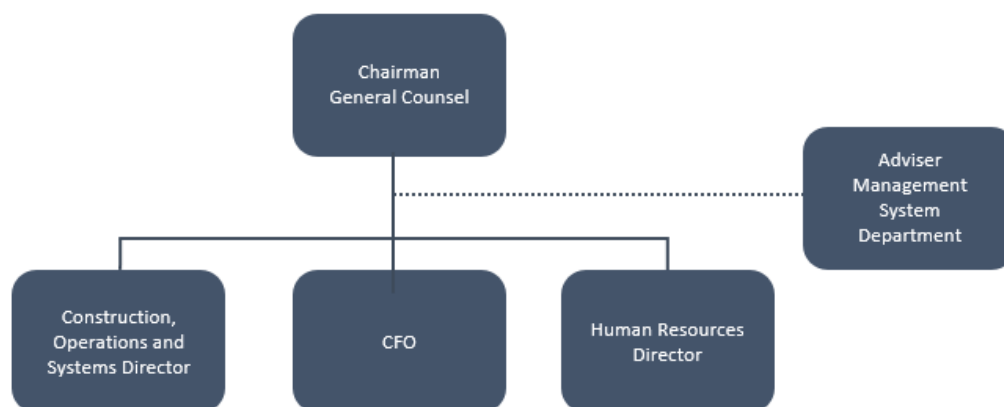 Chairman
General Counsel
Adviser
Management
System
Department
Construction,
Operations and
Systems Director
CFO
Human Resources
Director